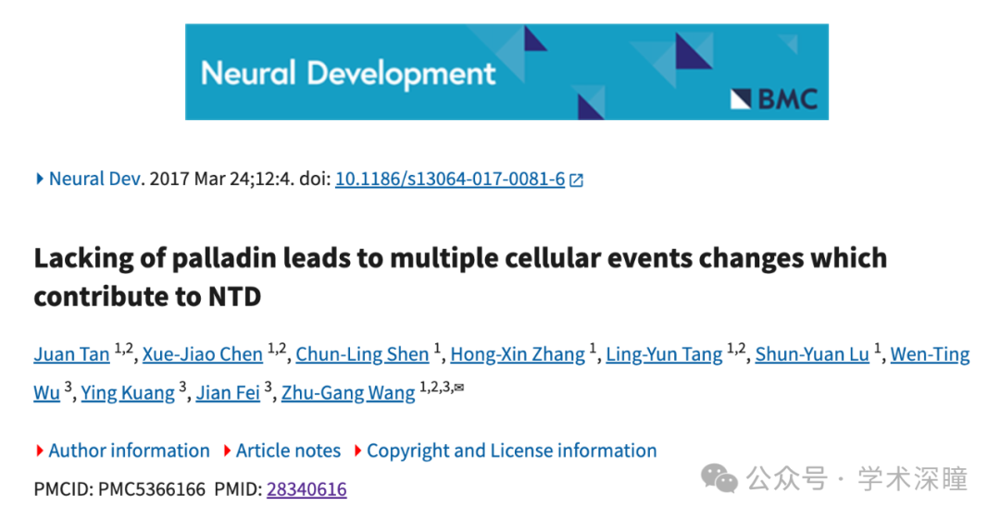 Neural Development
BMC
Neural Dev. 2017 Mar 24;12:4. doi: 10.1186/s13064-017-0081-6
Lacking of palladin leads to multiple cellular events changes which
contribute to NTD
Juan Tan 1,2, Xue-Jiao Chen 1,2, Chun-Ling Shen 1, Hong-Xin Zhang 1, Ling-Yun Tang 1,2, Shun-Yuan Lu 1, Wen-Ting
Wu 3, Ying Kuang 3, Jian Fei 3, Zhu-Gang Wang 1,2,3,✉
Author information Article notes Copyright and License information
PMCID: PMC5366166 PMID: 28340616
公众号 · 学术深瞳